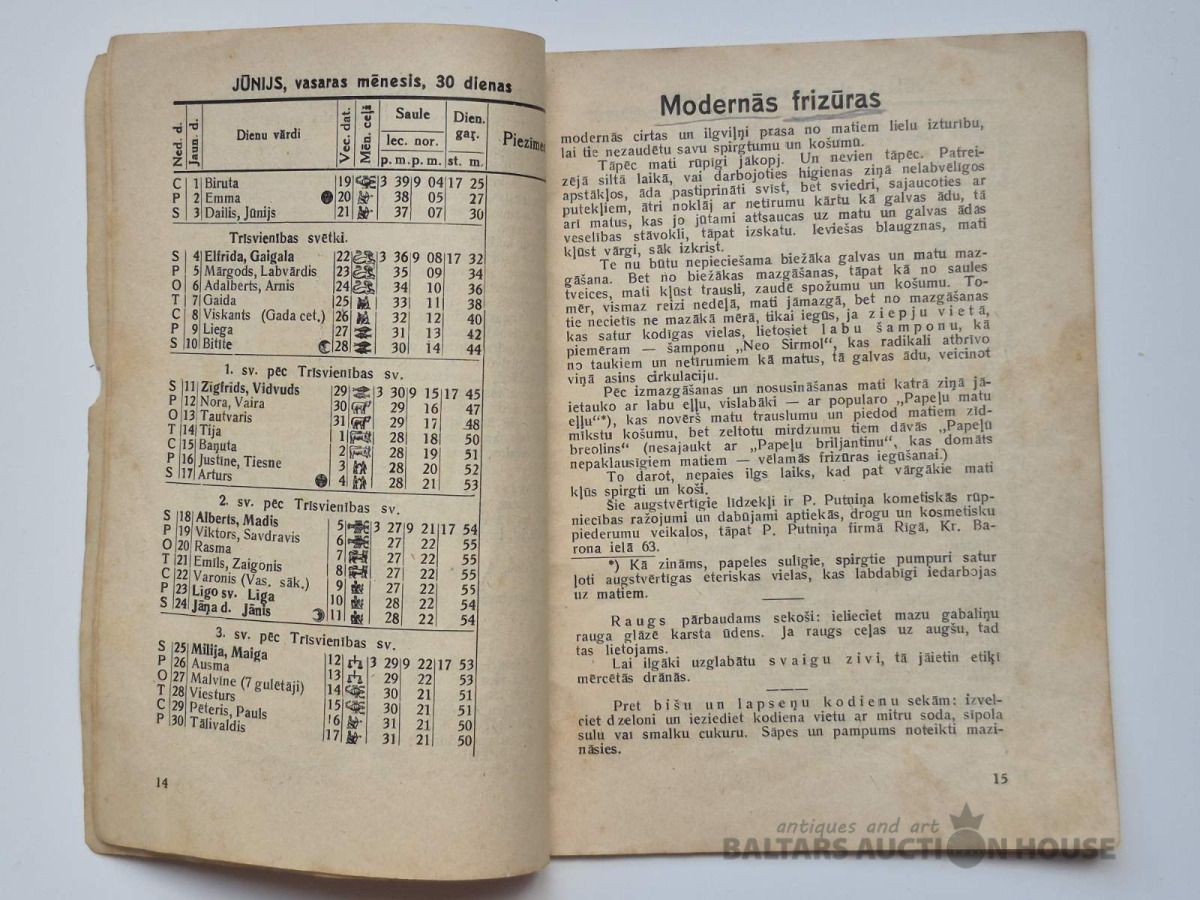 JŪNIJS, vasaras mēnesis, 30 dienas
Ned. d. Jaun. d. Dienu vārdi Vec. dat. Mēn. ceļš Saule Dien. gaŗ. Piezīmes
lec. nor.
p. m. p. m. st. m.
C 1 Biruta 19 3 39 9 04 17 25
P 2 Emma 20 38 05 27
S 3 Dailis, Jūnijs 21 37 07 30
Trīsvienības svētki.
S 4 Elfrida, Gaigala 22 3 36 9 08 17 32
P 5 Mārgods, Labvārdis 23 35 09 34
O 6 Adalberts, Arnis 24 34 10 36
T 7 Gaida 25 33 11 38
C 8 Viskants (Gada cet.) 26 32 12 40
P 9 Liega 27 31 13 42
S 10 Bitīte 28 30 14 44
1. sv. pēc Trīsvienības sv.
S 11 Zigfrīds, Vidvuds 29 3 30 9 15 17 45
P 12 Nora, Vaira 30 29 16 47
O 13 Tautvaris 31 29 17 48
T 14 Tija 1 28 18 50
C 15 Baņuta 2 28 19 51
P 16 Justīne, Tiesne 3 28 20 52
S 17 Arturs 4 28 21 53
2. sv. pēc Trīsvienības sv.
S 18 Alberts, Madis 5 3 27 9 21 17 54
P 19 Viktors, Savdravis 6 27 22 55
O 20 Rasma 7 27 22 55
T 21 Emīls, Zaigonis 8 27 22 55
C 22 Varonis (Vas. sāk.) 9 27 22 55
P 23 Līgo sv. Līga 10 28 22 54
S 24 Jāņa d. Jānis 11 28 22 54
3. sv. pēc Trīsvienības sv.
S 25 Milija, Maiga 12 3 29 9 22 17 53
P 26 Ausma 13 29 22 53
O 27 Malvīne (7 gulētāji) 14 30 21 51
T 28 Viesturs 15 30 21 51
C 29 Pēteris, Pauls 16 31 21 50
P 30 Tālivaldis 17 31 21 50
14
Modernās frizūras
modernās cirtas un ilgviļņi prasa no matiem lielu izturību,
lai tie nezaudētu savu spirgtumu un košumu.
Tāpēc mati rūpīgi jākopj. Un nevien tāpēc. Patrei-
zējā siltā laikā, vai darbojoties higienas ziņā nelabvēlīgos
apstākļos, āda pastiprināti svīst, bet sviedri, sajaucoties ar
putekļiem, ātri noklāj ar netīrumu kārtu kā galvas ādu, tā
arī matus, kas jo jūtami atsaucas uz matu un galvas ādas
veselības stāvokli, tāpat izskatu. Ieviešas blaugznas, mati
kļūst vārgi, sāk izkrist.
Te nu būtu nepieciešama biežāka galvas un matu maz-
gāšana. Bet no biežākas mazgāšanas, tāpat kā no saules
tveices, mati kļūst trausli, zaudē spožumu un košumu. To-
mēr, vismaz reizi nedeļā, mati jāmazgā, bet no mazgāšanas
tie necietīs ne mazākā mērā, tikai iegūs, ja ziepju vietā,
kas satur kodīgas vielas, lietosiet labu šamponu, kā
piemēram — šamponu „Neo Sirmol", kas radikali atbrīvo
no taukiem un netīrumiem kā matus, tā galvas ādu, veicinot
viņā asins cirkulaciju.
Pēc izmazgāšanas un nosusināšanas mati katrā ziņā jā-
ietauko ar labu eļļu, vislabāki — ar popularo „Papeļu matu
eļļu"*), kas novērš matu trauslumu un piedod matiem zīd-
mīkstu košumu, bet zeltotu mirdzumu tiem dāvās „Papeļū
breolins" (nesajaukt ar „Papeļu briljantinu", kas domāts
nepaklausīgiem matiem — vēlamās frizūras iegūšanai.)
To darot, nepaies ilgs laiks, kad pat vārgākie mati
kļūs spirgti un koši.
Šie augstvērtīgie līdzekļi ir P. Putniņa kometiskās rūp-
niecības ražojumi un dabūjami aptiekās, drogu un kosmetisku
piederumu veikalos, tāpat P. Putniņa firmā Rīgā, Kr. Ba-
rona ielā 63.
*) Kā zināms, papeles sulīgie, spirgtie pumpuri satur
ļoti augstvērtīgas eteriskas vielas, kas labdabīgi iedarbojas
uz matiem.
Raugs pārbaudams sekoši: ielieciet mazu gabaliņu
rauga glāzē karsta ūdens. Ja raugs ceļas uz augšu, tad
tas lietojams.
Lai ilgāki uzglabātu svaigu zivi, tā jāietin etiķī
mērcētās drānās.
Pret bišu un lapseņu kodienu sekām: izvel-
ciet dzeloni un ieziediet kodiena vietu ar mitru soda, sīpola
sulu vai smalku cukuru. Sāpes un pampums noteikti mazi-
nāsies.
15
antiques and art
BALTARS AUCTION HOUSE